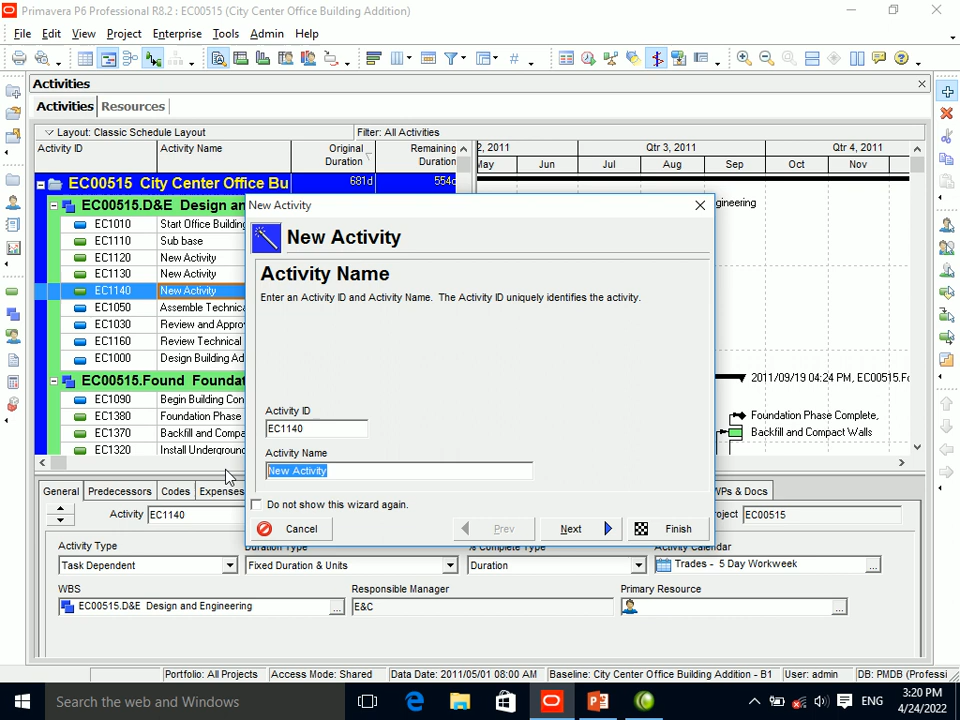 Primavera P6 Professional R8.2 : EC00515 (City Center Office Building Addition)
File Edit View Project Enterprise Tools Admin Help
Activities
Activities Resources
Layout: Classic Schedule Layout Filter: All Activities
Activity ID Activity Name Original Duration Remaining Duration
2, 2011 Qtr 3, 2011 Qtr 4, 2011
May Jun Jul Aug Sep Oct Nov
EC00515 City Center Office Bu 681d 554d
EC00515.D&E Design an
EC1010 Start Office Building
EC1110 Sub base
EC1120 New Activity
EC1130 New Activity
EC1140 New Activity
EC1050 Assemble Technica
EC1030 Review and Appro
EC1160 Review Technical
EC1000 Design Building Ad
EC00515.Found Foundat
EC1090 Begin Building Con
EC1380 Foundation Phase
EC1370 Backfill and Compa
EC1320 Install Underground
gineering
2011/09/19 04:24 PM, EC00515.Fo
Foundation Phase Complete,
Backfill and Compact Walls
New Activity
New Activity
Activity Name
Enter an Activity ID and Activity Name. The Activity ID uniquely identifies the activity.
Activity ID
EC1140
Activity Name
New Activity
Do not show this wizard again.
Cancel Prev Next Finish
General Predecessors Codes Expenses WPs & Docs
Activity EC1140 roject EC00515
Activity Type Duration Type % Complete Type Activity Calendar
Task Dependent Fixed Duration & Units Duration Trades - 5 Day Workweek
WBS Responsible Manager Primary Resource
EC00515.D&E Design and Engineering E&C
Portfolio: All Projects Access Mode: Shared Data Date: 2011/05/01 08:00 AM Baseline: City Center Office Building Addition - B1 User: admin DB: PMDB (Professi
Search the web and Windows
ENG 3:20 PM
4/24/2022